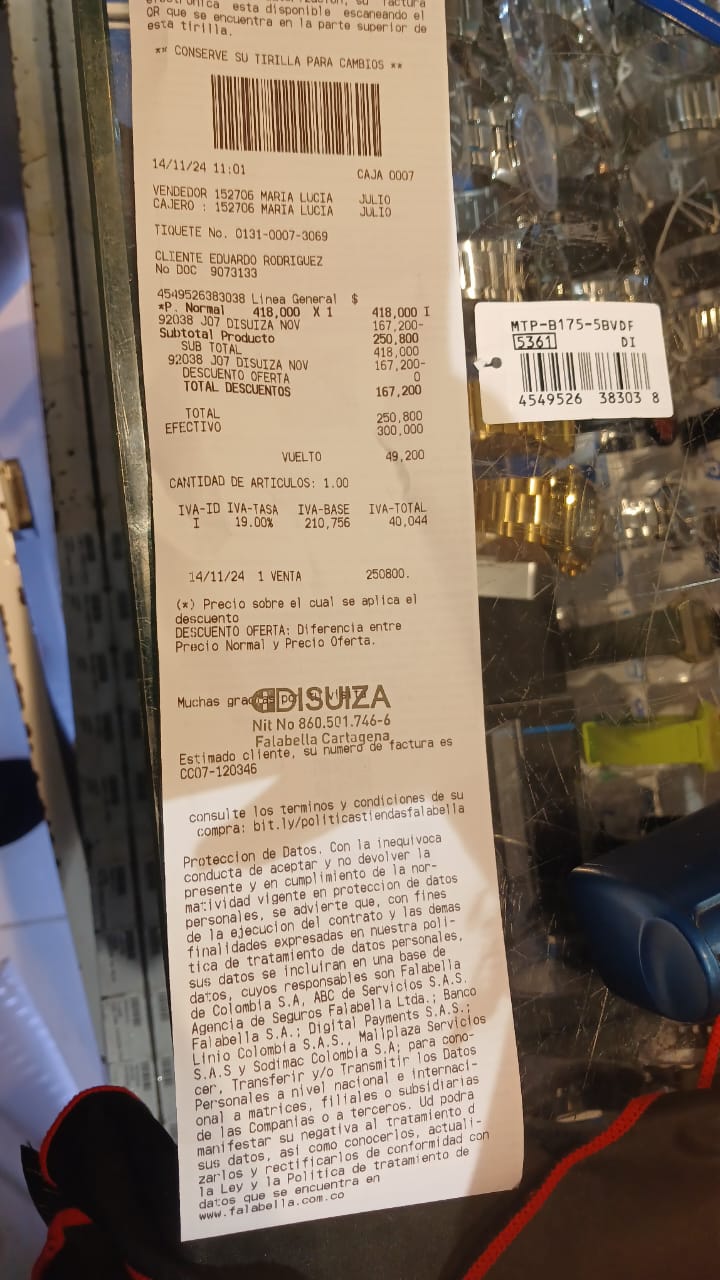 electronica esta disponible escaneando el
QR que se encuentra en la parte superior de
esta tirilla.
** CONSERVE SU TIRILLA PARA CAMBIOS **
14/11/24 11:01 CAJA 0007
VENDEDOR 152706 MARIA LUCIA JULIO
CAJERO : 152706 MARIA LUCIA JULIO
TIQUETE No. 0131-0007-3069
CLIENTE EDUARDO RODRIGUEZ
No DOC 9073133
4549526383038 Linea General $
*P. Normal 418,000 X 1 418,000 I
92038 J07 DISUIZA NOV 167,200-
Subtotal Producto 250,800
SUB TOTAL 418,000
92038 J07 DISUIZA NOV 167,200-
DESCUENTO OFERTA 0
TOTAL DESCUENTOS 167,200
TOTAL 250,800
EFECTIVO 300,000
VUELTO 49,200
CANTIDAD DE ARTICULOS: 1.00
IVA-ID IVA-TASA IVA-BASE IVA-TOTAL
I 19.00% 210,756 40,044
14/11/24 1 VENTA 250800.
(*) Precio sobre el cual se aplica el
descuento
DESCUENTO OFERTA: Diferencia entre
Precio Normal y Precio Oferta.
Muchas gracias por su visita
DISUIZA
Nit No 860.501.746-6
Falabella Cartagena
Estimado cliente, su numero de factura es
CC07-120346
consulte los terminos y condiciones de su
compra: bit.ly/politicastiendasfalabella
Proteccion de Datos. Con la inequivoca
conducta de aceptar y no devolver la
presente y en cumplimiento de la nor-
matividad vigente en proteccion de datos
personales, se advierte que, con fines
de la ejecucion del contrato y las demas
finalidades expresadas en nuestra poli-
tica de tratamiento de datos personales,
sus datos se incluiran en una base de
datos, cuyos responsables son Falabella
de Colombia S.A, ABC de Servicios S.A.S.
Agencia de Seguros Falabella Ltda.; Banco
Falabella S.A.; Digital Payments S.A.S.;
Linio Colombia S.A.S., Mallplaza Servicios
S.A.S y Sodimac Colombia S.A; para cono-
cer, Transferir y/o Transmitir los Datos
Personales a nivel nacional e internaci-
onal a matrices, filiales o subsidiarias
de las Companias o a terceros. Ud podra
manifestar su negativa al tratamiento d
sus datos, asi como conocerlos, actuali-
zarlos y rectificarlos de conformidad con
la Ley y la Politica de tratamiento de
datos que se encuentra en
www.falabella.com.co
MTP-B175-5BVDF
5361 DI
4549526 38303 8